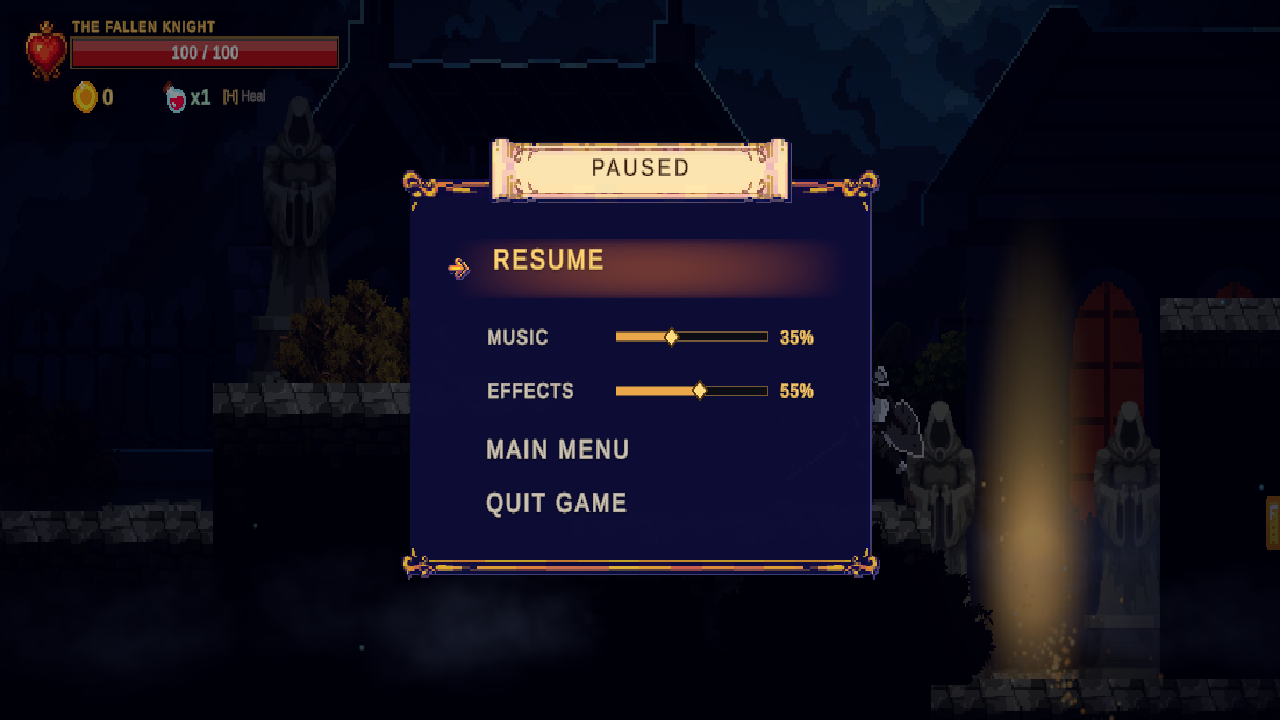 THE FALLEN KNIGHT
100 / 100
0 x1 [H] Heal
PAUSED
RESUME
MUSIC 35%
EFFECTS 55%
MAIN MENU
QUIT GAME